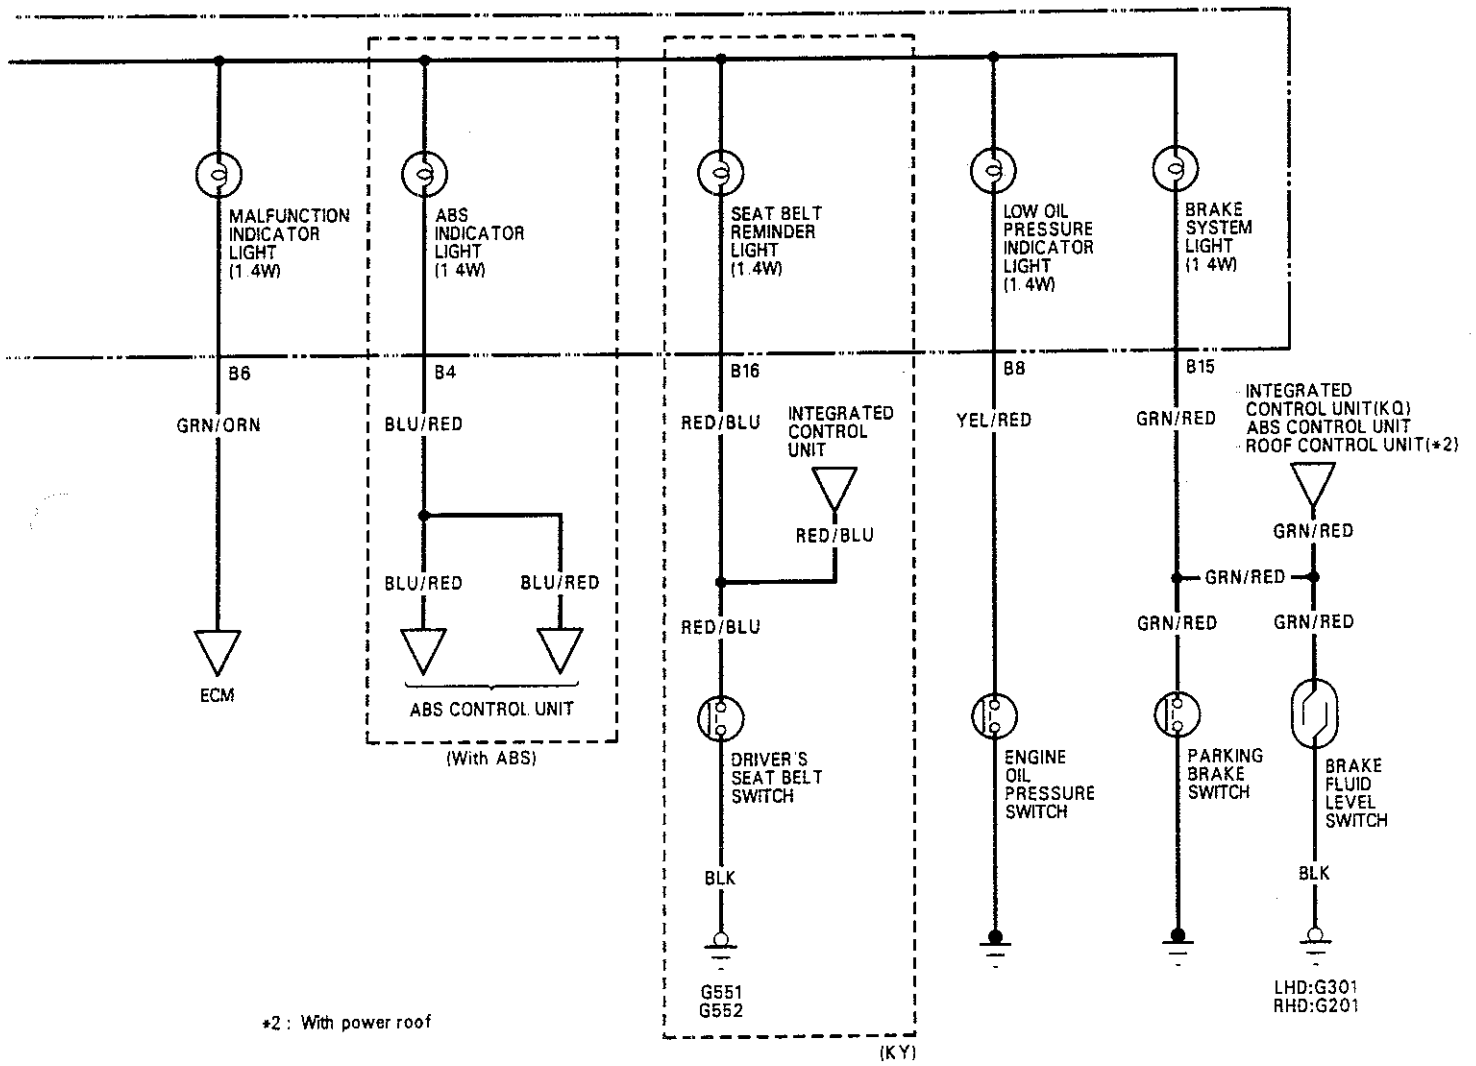 MALFUNCTION
INDICATOR
LIGHT
(1.4W)
ABS
INDICATOR
LIGHT
(1 4W)
SEAT BELT
REMINDER
LIGHT
(1.4W)
LOW OIL
PRESSURE
INDICATOR
LIGHT
(1.4W)
BRAKE
SYSTEM
LIGHT
(1 4W)
B6
B4
B16
B8
B15
GRN/ORN
BLU/RED
RED/BLU
INTEGRATED
CONTROL
UNIT
YEL/RED
GRN/RED
INTEGRATED
CONTROL UNIT(KQ)
ABS CONTROL UNIT
ROOF CONTROL UNIT(*2)
RED/BLU
GRN/RED
BLU/RED
BLU/RED
GRN/RED
RED/BLU
GRN/RED
GRN/RED
ECM
ABS CONTROL UNIT
(With ABS)
DRIVER'S
SEAT BELT
SWITCH
ENGINE
OIL
PRESSURE
SWITCH
PARKING
BRAKE
SWITCH
BRAKE
FLUID
LEVEL
SWITCH
BLK
BLK
G551
G552
LHD:G301
RHD:G201
*2 : With power roof
(KY)